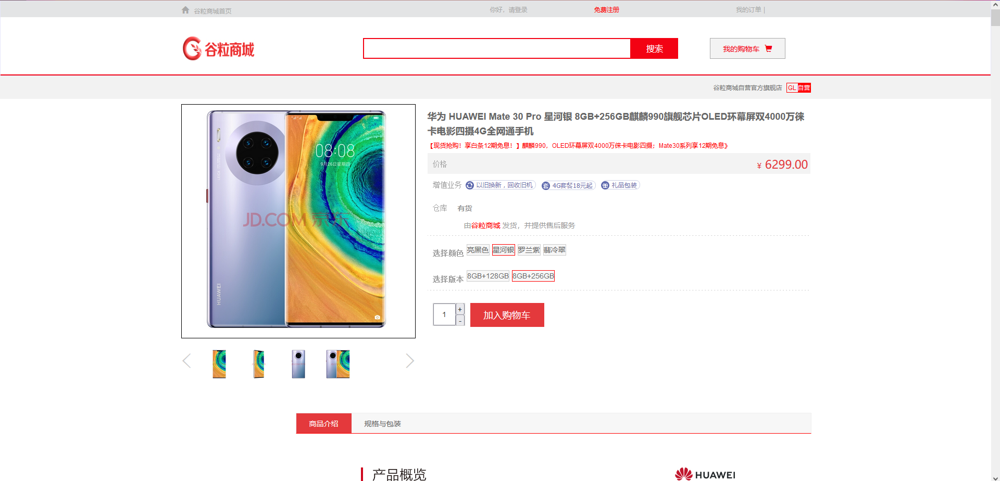 谷粒商城首页
你好，请登录
免费注册
我的订单 |
谷粒商城
搜索
我的购物车
谷粒商城自营官方旗舰店 GL 自营
华为 HUAWEI Mate 30 Pro 星河银 8GB+256GB麒麟990旗舰芯片OLED环幕屏双4000万徕
卡电影四摄4G全网通手机
【现货抢购！享白条12期免息！】麒麟990，OLED环幕屏双4000万徕卡电影四摄；Mate30系列享12期免息》
价格
¥ 6299.00
增值业务 以旧换新，回收旧机 套 4G套餐18元起 礼品包装
仓库 有货
由谷粒商城 发货，并提供售后服务
选择颜色 亮黑色 星河银 罗兰紫 翡冷翠
选择版本 8GB+128GB 8GB+256GB
1 + -
加入购物车
08:08
9月26日星期四
JD.COM 京东
HUAWEI
商品介绍
规格与包装
产品概览
HUAWEI